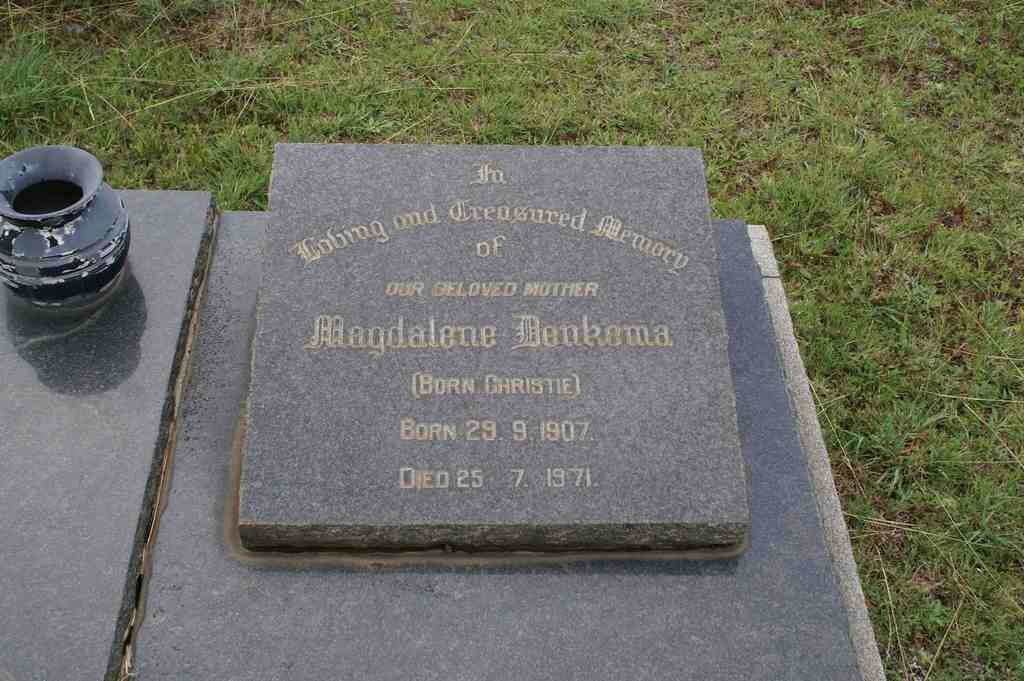 In
Loving and Treasured Memory
of
OUR BELOVED MOTHER
Magdalene Denkema
(BORN CHRISTIE)
BORN 29. 9. 1907.
DIED 25 7. 1971.